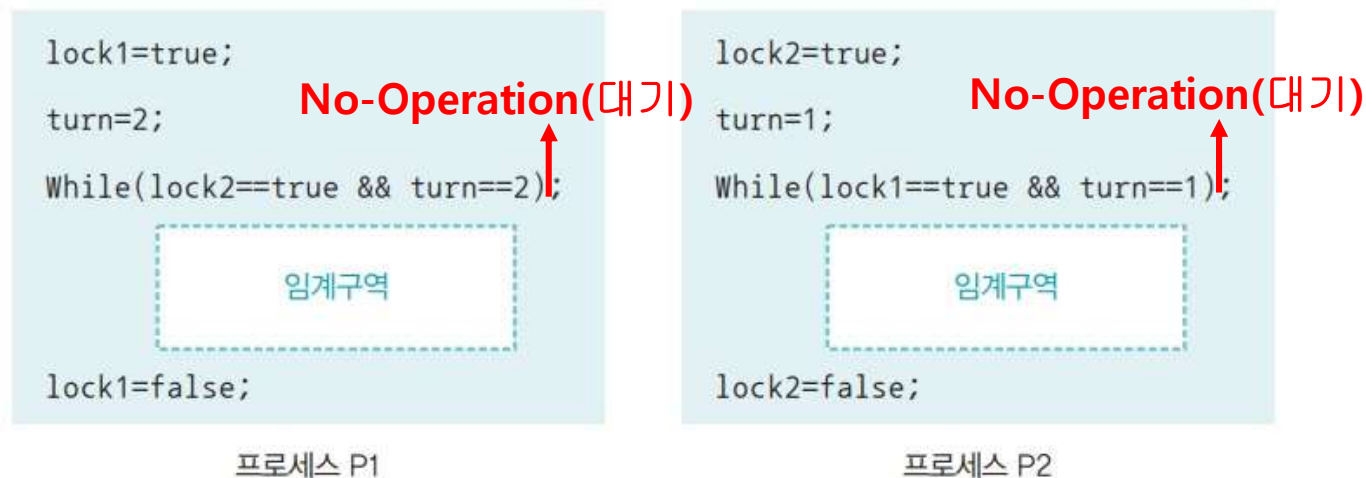 lock1=true;
No-Operation(대기)
turn=2;
While(lock2==true && turn==2);
임계구역
lock1=false;
프로세스 P1
lock2=true;
No-Operation(대기)
turn=1;
While(lock1==true && turn==1);
임계구역
lock2=false;
프로세스 P2